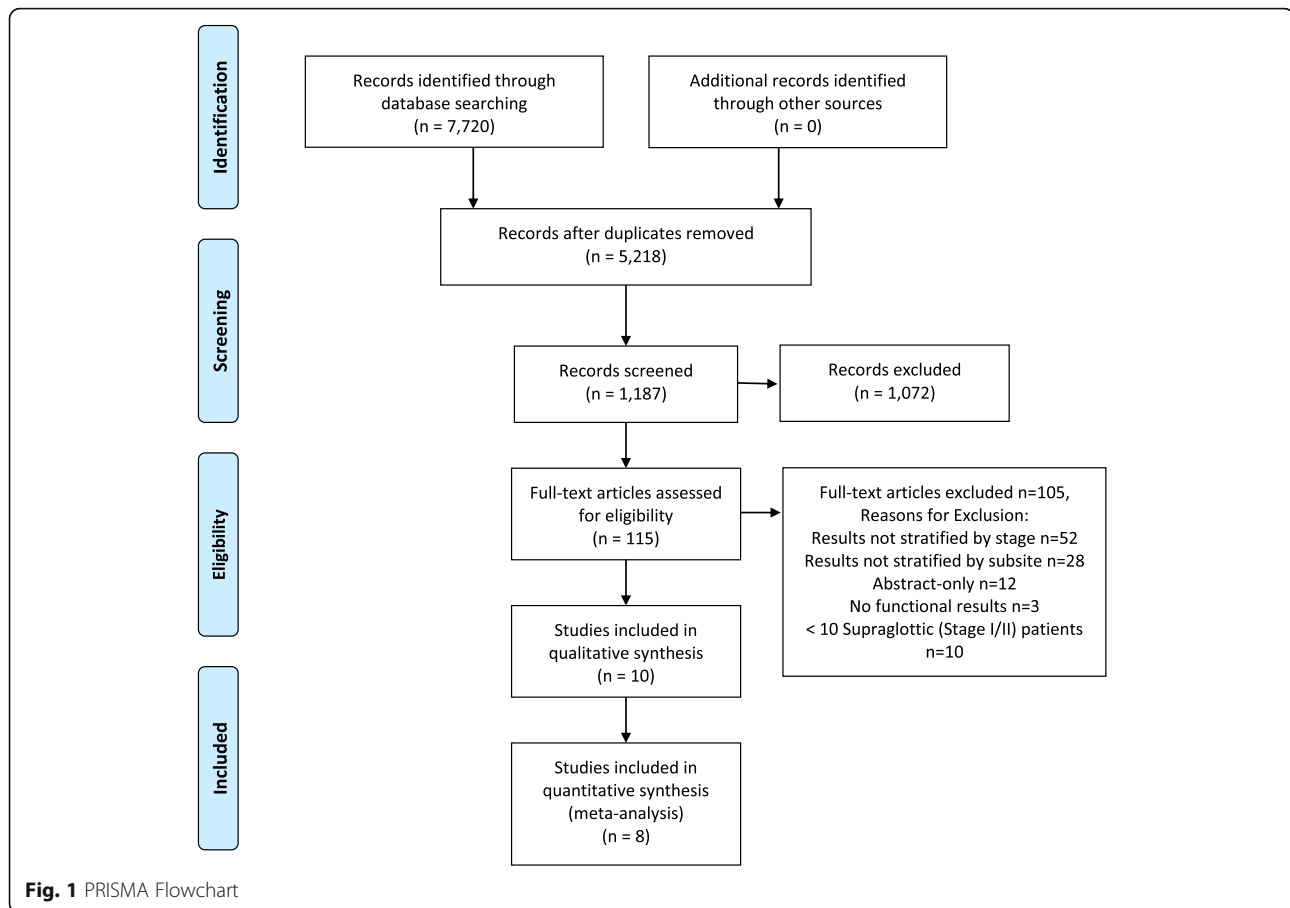 Identification
Records identified through
database searching
(n = 7,720)
Additional records identified
through other sources
(n = 0)
Records after duplicates removed
(n = 5,218)
Screening
Records screened
(n = 1,187)
Records excluded
(n = 1,072)
Eligibility
Full-text articles assessed
for eligibility
(n = 115)
Full-text articles excluded n=105,
Reasons for Exclusion:
Results not stratified by stage n=52
Results not stratified by subsite n=28
Abstract-only n=12
No functional results n=3
< 10 Supraglottic (Stage I/II) patients
n=10
Studies included in
qualitative synthesis
(n = 10)
Included
Studies included in
quantitative synthesis
(meta-analysis)
(n = 8)
Fig. 1 PRISMA Flowchart